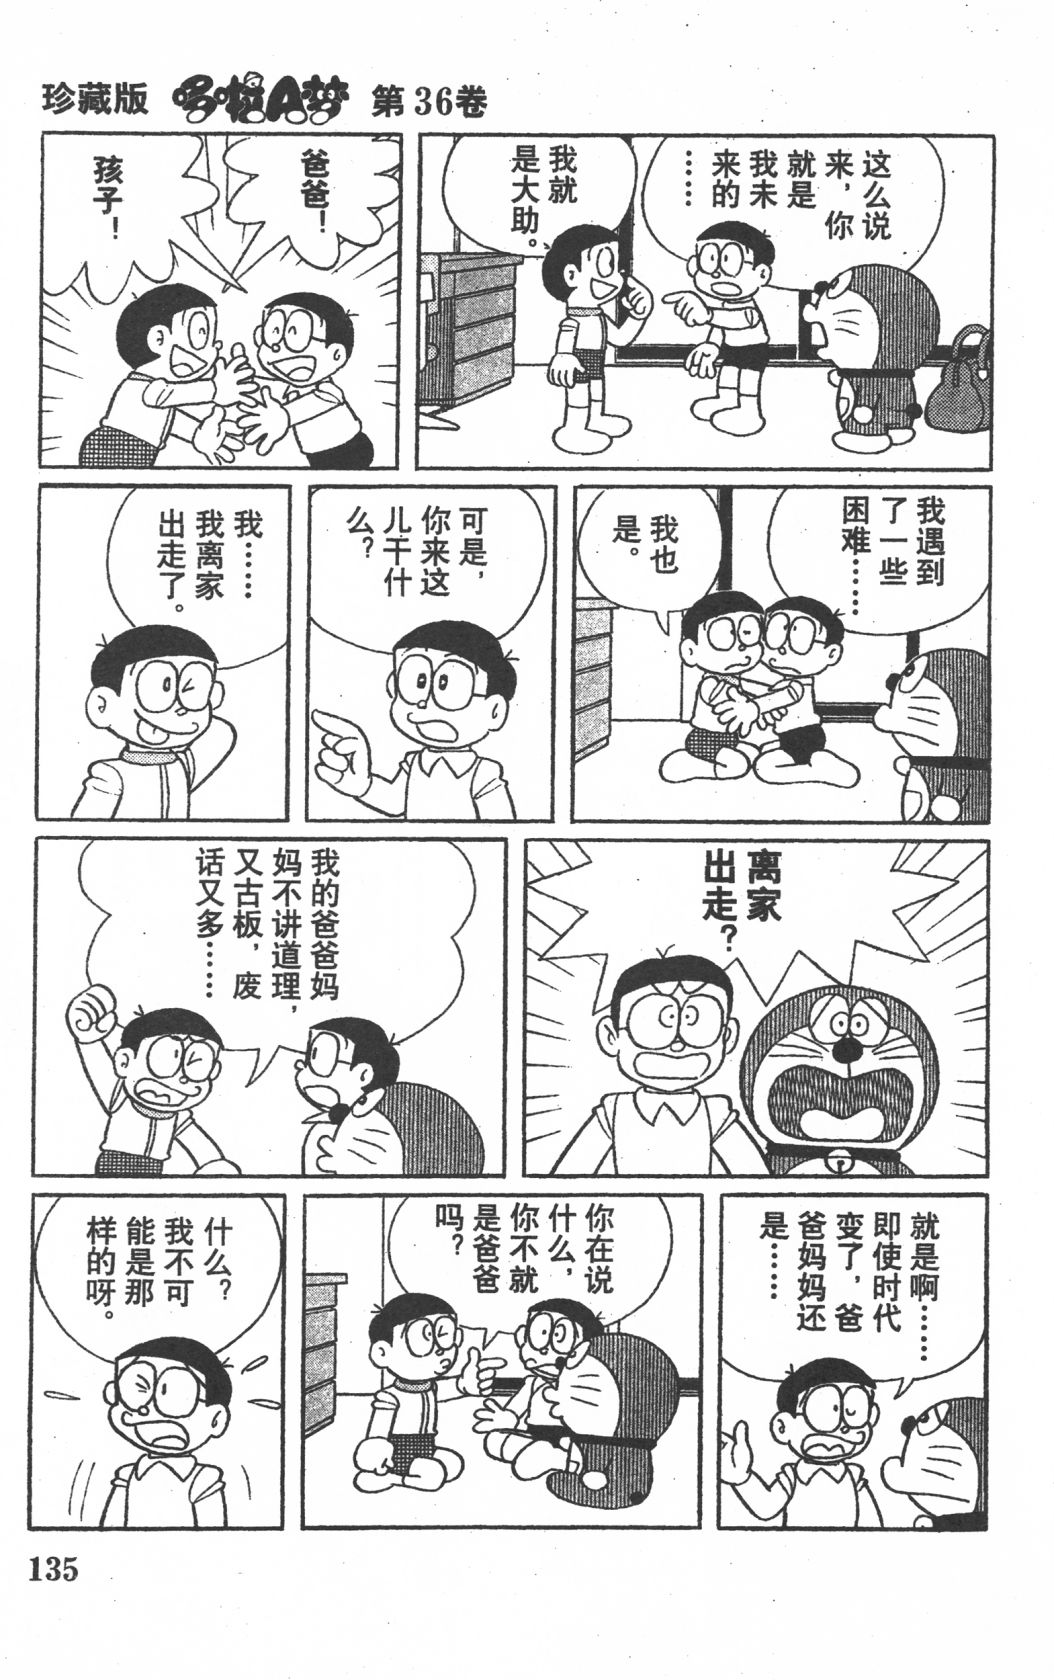 珍藏版 哆啦A梦 第36卷
这么说
来，你
就是
我未
来的
……
我就
是大助。
爸爸！
孩子！
我遇到
了一些
困难……
我也
是。
可是，
你来这
儿干什
么？
我……
我离家
出走了。
离家
出走？
我的爸爸妈
妈不讲道理，
又古板，废
话又多……
就是啊……
即使时代
变了，爸
爸妈妈还
是……
你在说
什么，
你不就
是爸爸
吗？
什么？
我不可
能是那
样的呀。
135